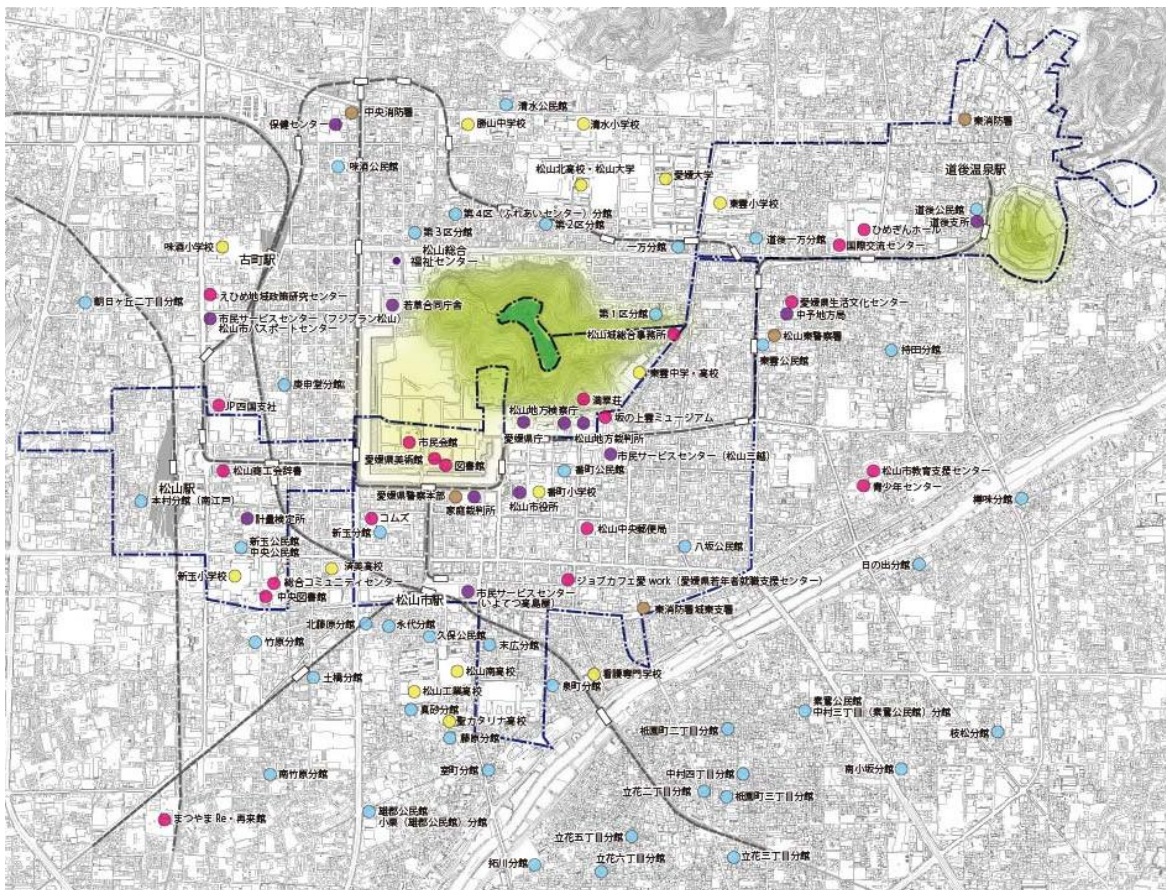 清水公民館
中央消防署
保健センター
勝山中学校
清水小学校
東消防署
味酒公民館
松山北高校・松山大学
愛媛大学
道後温泉駅
東雲小学校
第4区（ふれあいセンター）分館
第3区分館
第2区分館
道後公民館
道後支所
ひめぎんホール
国際交流センター
道後一万分館
一万分館
味酒小学校
古町駅
松山総合
福祉センター
えひめ地域政策研究センター
朝日ヶ丘二丁目分館
市民サービスセンター（フジグラン松山）
松山市パスポートセンター
若草合同庁舎
第1区分館
松山城総合事務所
愛媛県生活文化センター
中予地方局
松山東警察署
東雲公民館
持田分館
東雲中学・高校
庚申堂分館
JP四国支社
萬翠荘
松山地方検察庁
坂の上雲ミュージアム
愛媛県庁
松山地方裁判所
市民会館
愛媛県美術館
図書館
市民サービスセンター（松山三越）
番町公民館
松山商工会辞書
松山市教育支援センター
青少年センター
松山駅
本村分館（南江戸）
愛媛県警察本部
家庭裁判所
番町小学校
松山市役所
樽味分館
計量検定所
コムズ
新玉分館
松山中央郵便局
新玉公民館
中央公民館
八坂公民館
日の出分館
済美高校
新玉小学校
総合コミュニティセンター
中央図書館
ジョブカフェ愛work（愛媛県若年者就職支援センター）
松山市駅
市民サービスセンター
（いよてつ高島屋）
東消防署城東支署
北藤原分館
永代分館
久保公民館
末広分館
竹原分館
土橋分館
松山南高校
看護専門学校
泉町分館
松山工業高校
真砂分館
聖カタリナ高校
藤原分館
素鵞公民館
中村三丁目（素鵞公民館）分館
祇園町二丁目分館
枝松分館
室町分館
南竹原分館
中村四丁目分館
南小坂分館
立花二丁目分館
祇園町三丁目分館
まつやまRe・再来館
雄郡公民館
小栗（雄郡公民館）分館
立花五丁目分館
拓川分館
立花六丁目分館
立花三丁目分館